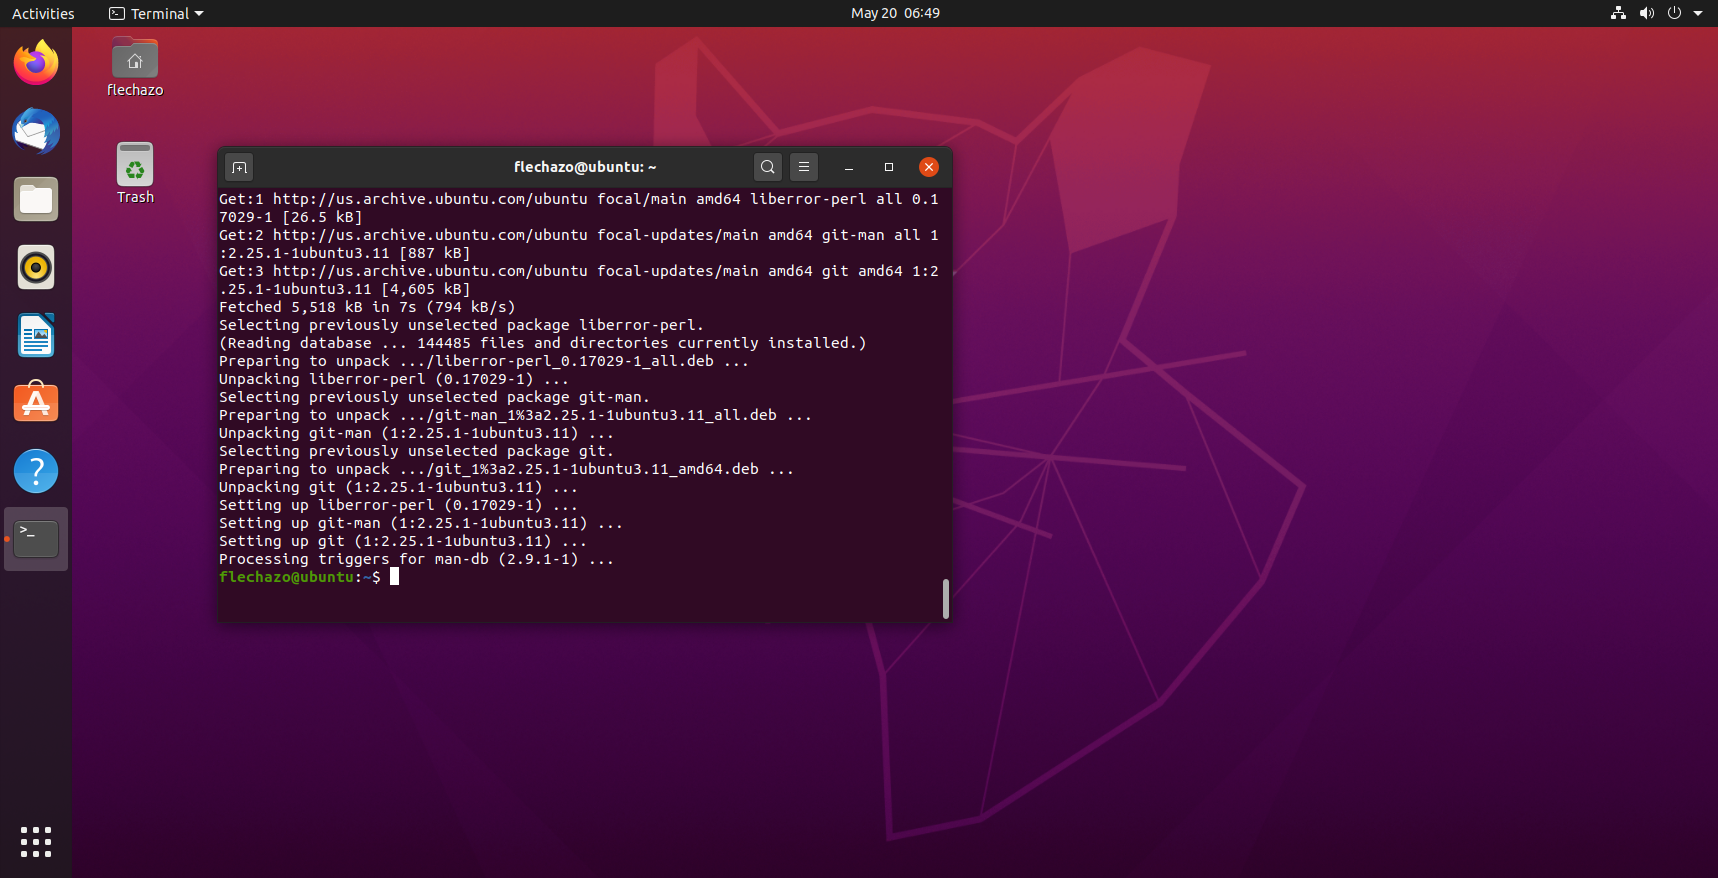 Activities
Terminal
May 20 06:49
flechazo
Trash
flechazo@ubuntu: ~
Get:1 http://us.archive.ubuntu.com/ubuntu focal/main amd64 liberror-perl all 0.1
7029-1 [26.5 kB]
Get:2 http://us.archive.ubuntu.com/ubuntu focal-updates/main amd64 git-man all 1
:2.25.1-1ubuntu3.11 [887 kB]
Get:3 http://us.archive.ubuntu.com/ubuntu focal-updates/main amd64 git amd64 1:2
.25.1-1ubuntu3.11 [4,605 kB]
Fetched 5,518 kB in 7s (794 kB/s)
Selecting previously unselected package liberror-perl.
(Reading database ... 144485 files and directories currently installed.)
Preparing to unpack .../liberror-perl_0.17029-1_all.deb ...
Unpacking liberror-perl (0.17029-1) ...
Selecting previously unselected package git-man.
Preparing to unpack .../git-man_1%3a2.25.1-1ubuntu3.11_all.deb ...
Unpacking git-man (1:2.25.1-1ubuntu3.11) ...
Selecting previously unselected package git.
Preparing to unpack .../git_1%3a2.25.1-1ubuntu3.11_amd64.deb ...
Unpacking git (1:2.25.1-1ubuntu3.11) ...
Setting up liberror-perl (0.17029-1) ...
Setting up git-man (1:2.25.1-1ubuntu3.11) ...
Setting up git (1:2.25.1-1ubuntu3.11) ...
Processing triggers for man-db (2.9.1-1) ...
flechazo@ubuntu:~$